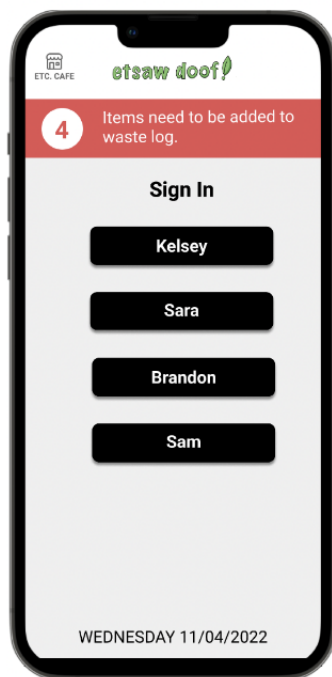 etsaw doof
ETC. CAFE
4
Items need to be added to
waste log.
Sign In
Kelsey
Sara
Brandon
Sam
WEDNESDAY 11/04/2022